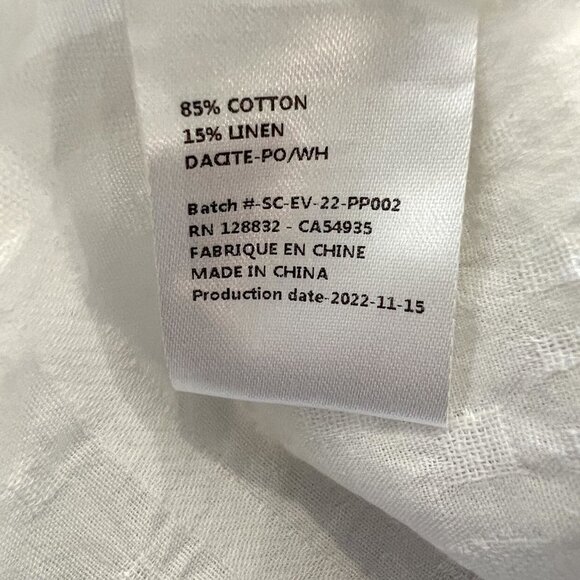 85% COTTON
15% LINEN
DACITE-PO/WH
Batch #-SC-EV-22-PP002
RN 128832 - CA54935
FABRIQUE EN CHINE
MADE IN CHINA
Production date-2022-11-15